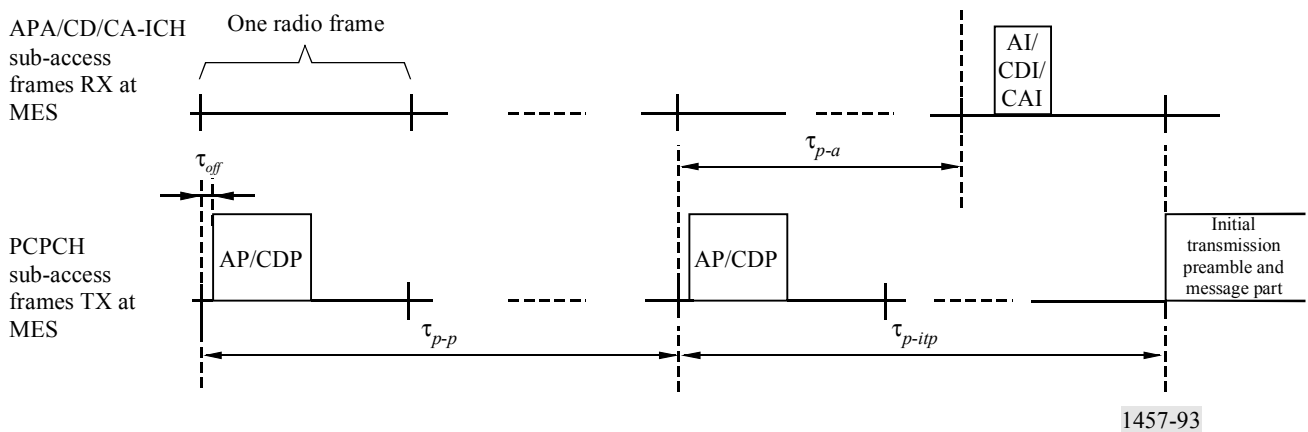 APA/CD/CA-ICH
sub-access
frames RX at
MES
One radio frame
AI/
CDI/
CAI
τp-a
τoff
PCPCH
sub-access
frames TX at
MES
AP/CDP
AP/CDP
Initial
transmission
preamble and
message part
τp-p
τp-itp
1457-93